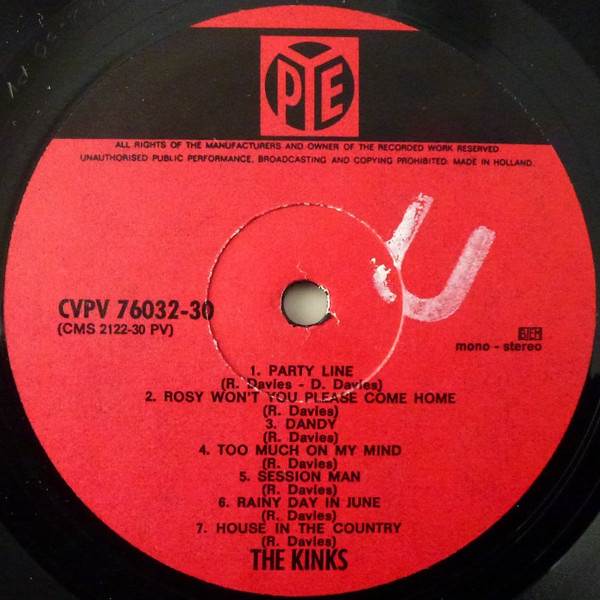 PYE
ALL RIGHTS OF THE MANUFACTURERS AND OWNER OF THE RECORDED WORK RESERVED.
UNAUTHORISED PUBLIC PERFORMANCE, BROADCASTING AND COPYING PROHIBITED. MADE IN HOLLAND.
CVPV 76032-30
(CMS 2122-30 PV)
mono - stereo
1. PARTY LINE
(R. Davies - D. Davies)
2. ROSY WON'T YOU PLEASE COME HOME
(R. Davies)
3. DANDY
(R. Davies)
4. TOO MUCH ON MY MIND
(R. Davies)
5. SESSION MAN
(R. Davies)
6. RAINY DAY IN JUNE
(R. Davies)
7. HOUSE IN THE COUNTRY
(R. Davies)
THE KINKS